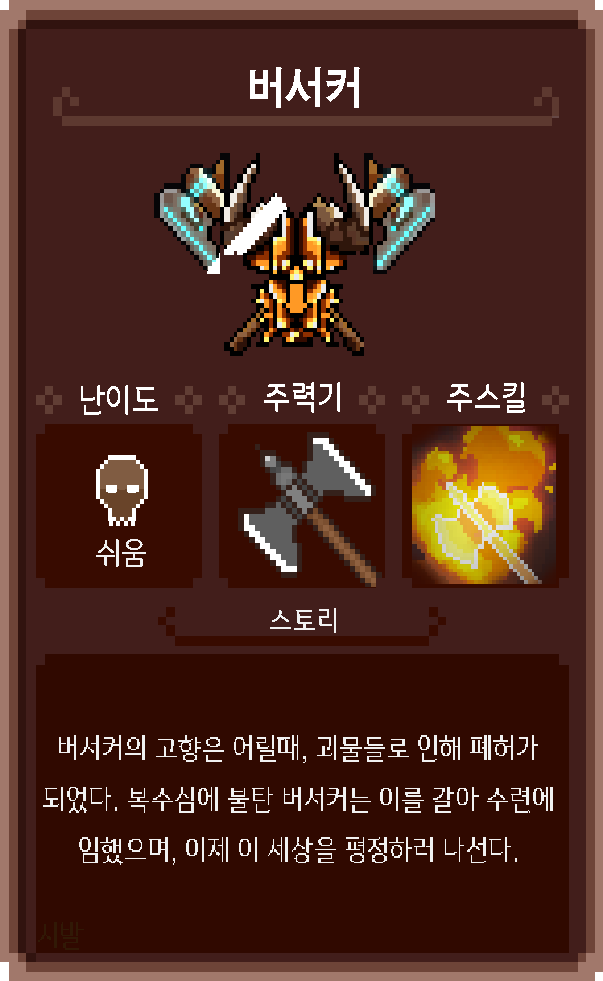 버서커
난이도
주력기
주스킬
쉬움
스토리
버서커의 고향은 어릴때, 괴물들로 인해 폐허가
되었다. 복수심에 불탄 버서커는 이를 갈아 수련에
임했으며, 이제 이 세상을 평정하러 나선다.
시발